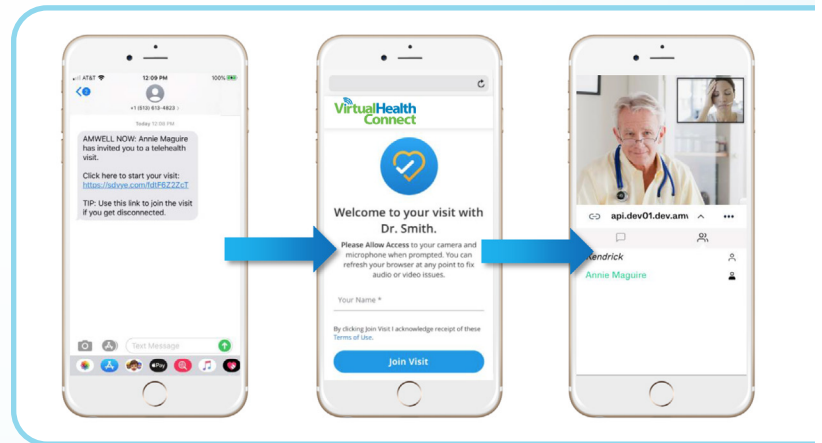 AT&T
12:09 PM
100%
+1 (513) 613-4823
Today 12:09 PM
AMWELL NOW: Annie Maguire
has invited you to a telehealth
visit.
Click here to start your visit:
https://sdvye.com/fdtF6Z2ZcT
TIP: Use this link to join the visit
if you get disconnected.
Text Message
Pay
VirtualHealth
Connect
Welcome to your visit with
Dr. Smith.
Please Allow Access to your camera and
microphone when prompted. You can
refresh your browser at any point to fix
audio or video issues.
Your Name *
By clicking Join Visit I acknowledge receipt of these
Terms of Use.
Join Visit
api.dev01.dev.am
Kendrick
Annie Maguire